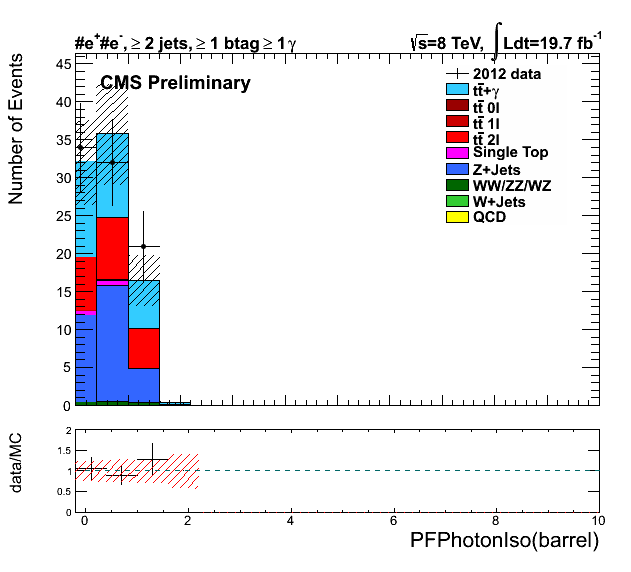 #e⁺#e⁻, ≥ 2 jets, ≥ 1 btag ≥ 1 γ
√s=8 TeV, ∫ Ldt=19.7 fb⁻¹
CMS Preliminary
2012 data
tt̄+γ
tt̄ 0l
tt̄ 1l
tt̄ 2l
Single Top
Z+Jets
WW/ZZ/WZ
W+Jets
QCD
Number of Events
45
40
35
30
25
20
15
10
5
0
data/MC
2
1.5
1
0.5
0
0 2 4 6 8 10
PFPhotonIso(barrel)